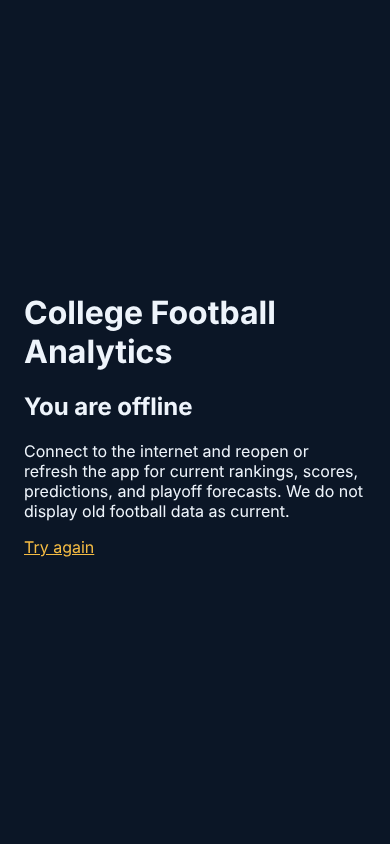 College Football
Analytics
You are offline
Connect to the internet and reopen or
refresh the app for current rankings, scores,
predictions, and playoff forecasts. We do not
display old football data as current.
Try again